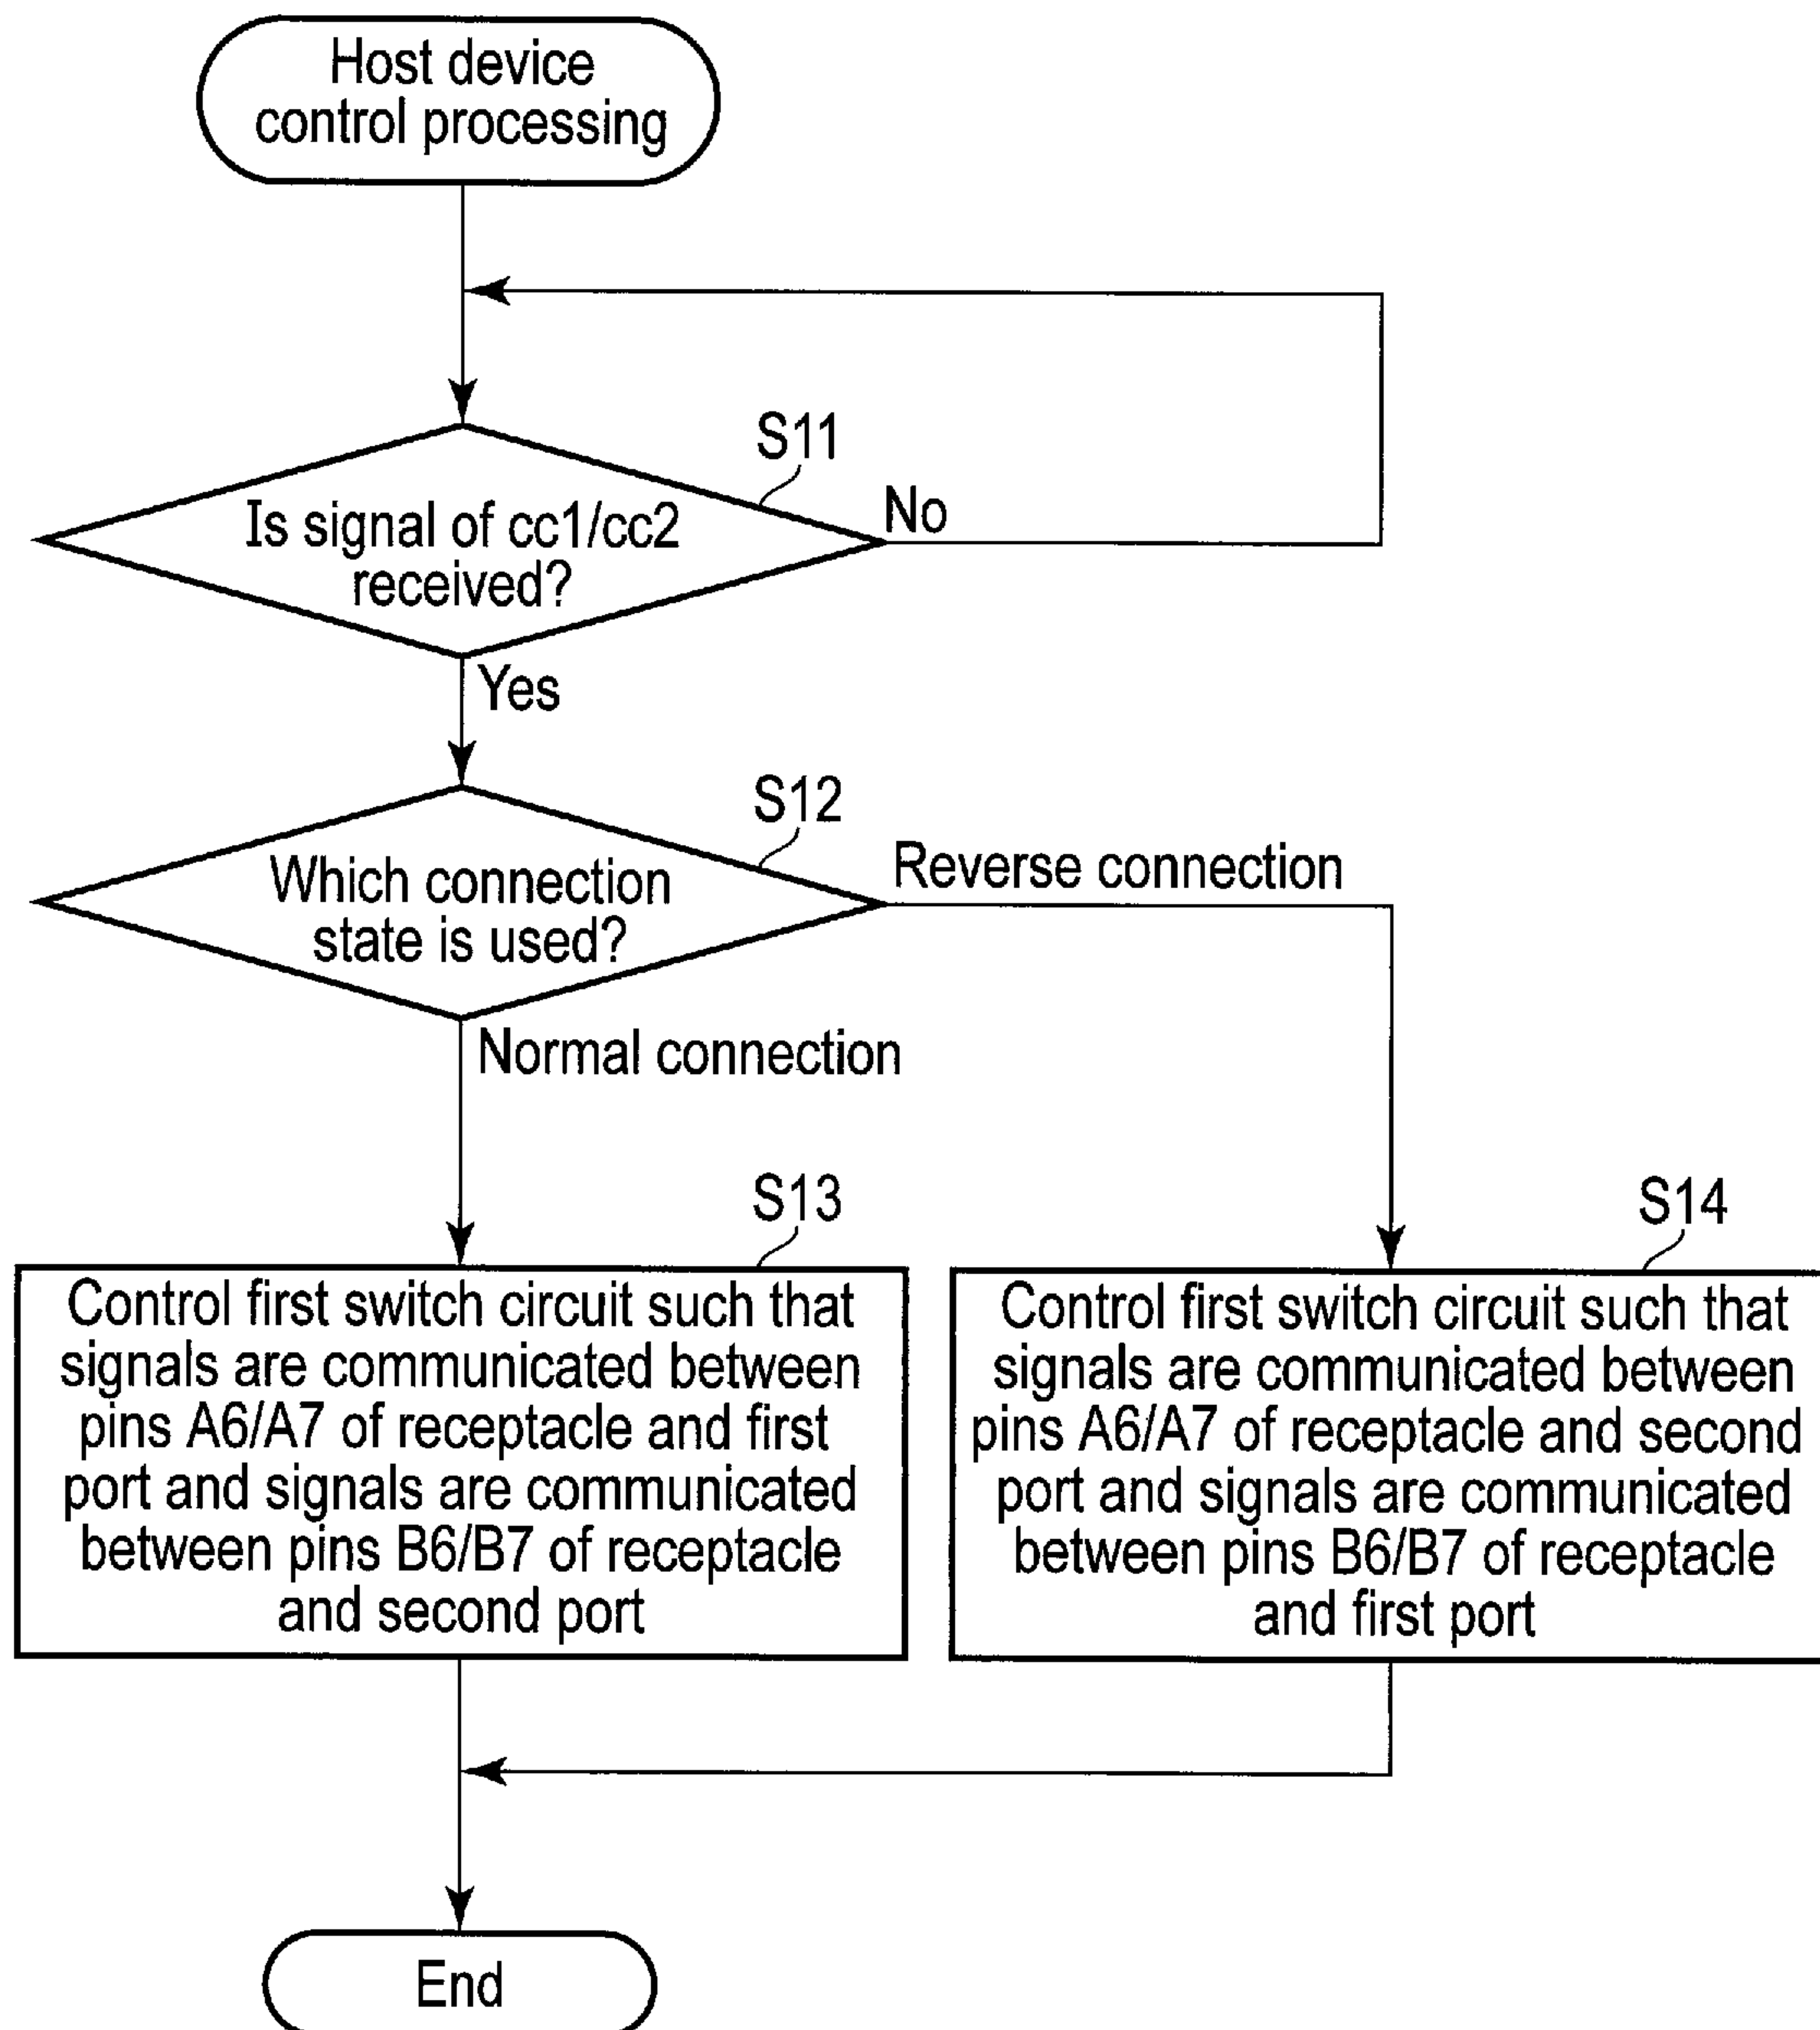 Host device
control processing
S11
Is signal of cc1/cc2
received?
No
Yes
S12
Which connection
state is used?
Reverse connection
Normal connection
S13
Control first switch circuit such that
signals are communicated between
pins A6/A7 of receptacle and first
port and signals are communicated
between pins B6/B7 of receptacle
and second port
S14
Control first switch circuit such that
signals are communicated between
pins A6/A7 of receptacle and second
port and signals are communicated
between pins B6/B7 of receptacle
and first port
End